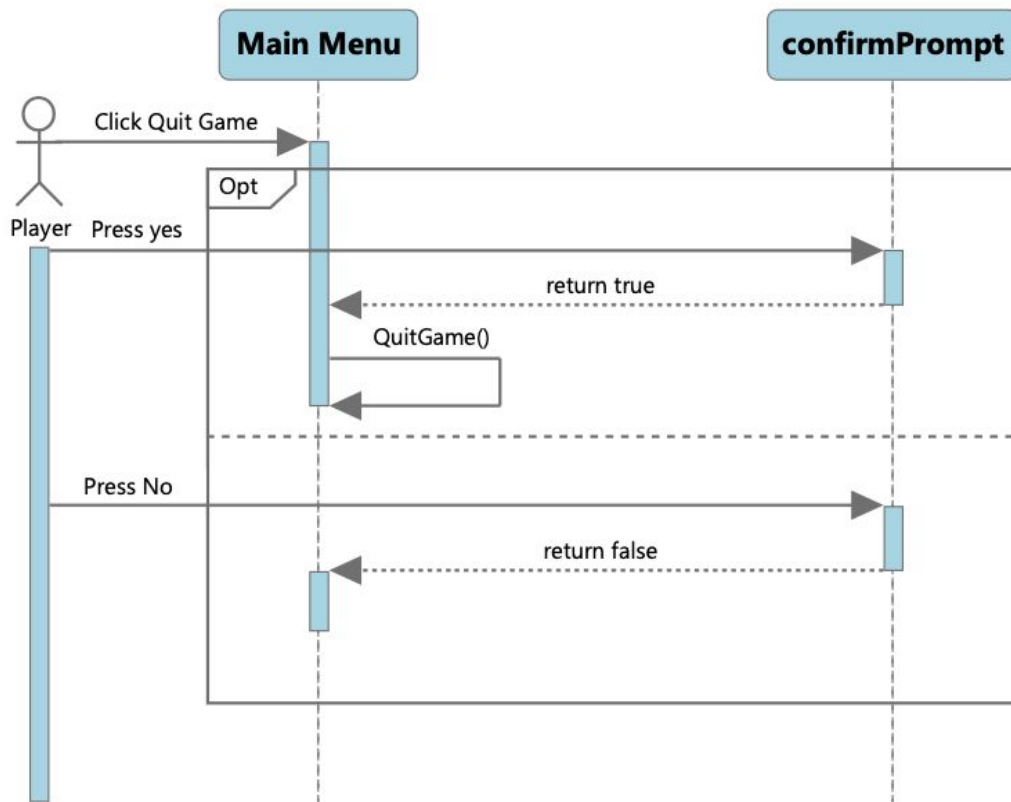 Main Menu
confirmPrompt
Click Quit Game
Opt
Player
Press yes
return true
QuitGame()
Press No
return false